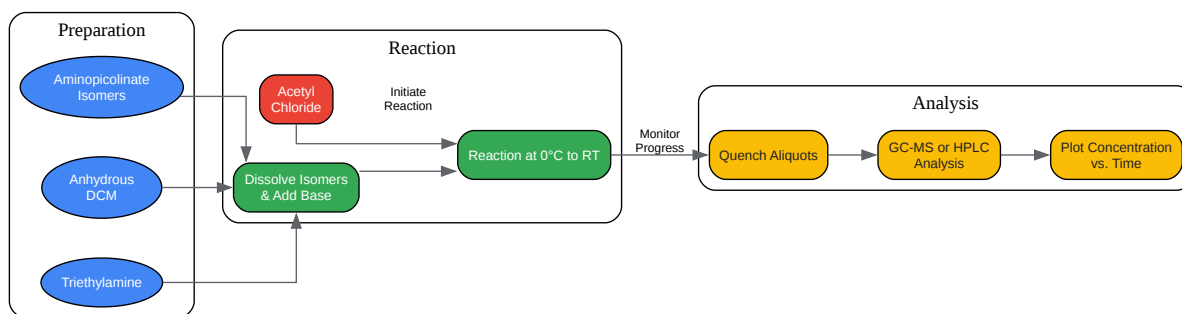 Preparation
Aminopicolinate
Isomers
Anhydrous
DCM
Triethylamine
Reaction
Acetyl
Chloride
Initiate
Reaction
Dissolve Isomers
& Add Base
Reaction at 0°C to RT
Monitor
Progress
Analysis
Quench Aliquots
GC-MS or HPLC
Analysis
Plot Concentration
vs. Time